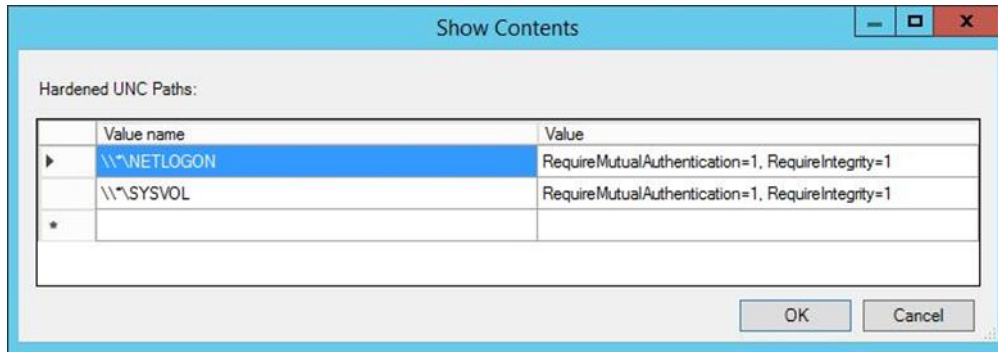 Show Contents
Hardened UNC Paths:
Value name Value
\\*\NETLOGON RequireMutualAuthentication=1, RequireIntegrity=1
\\*\SYSVOL RequireMutualAuthentication=1, RequireIntegrity=1
OK Cancel